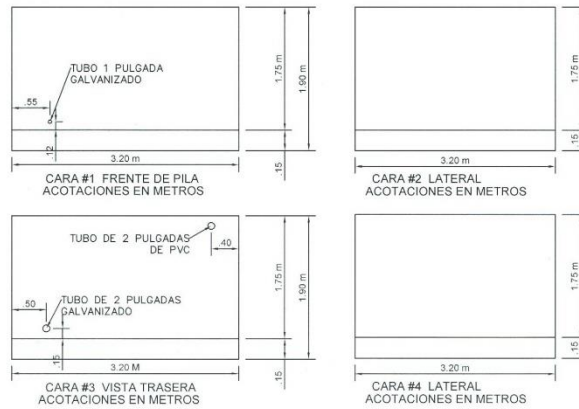 TUBO 1 PULGADA
GALVANIZADO
.55
.12
1.75 m
1.90 m
.15
3.20 m
CARA #1 FRENTE DE PILA
ACOTACIONES EN METROS
1.75 m
.15
3.20 m
CARA #2 LATERAL
ACOTACIONES EN METROS
TUBO DE 2 PULGADAS
DE PVC
.40
.50
TUBO DE 2 PULGADAS
GALVANIZADO
.15
1.75 m
1.90 m
.15
3.20 M
CARA #3 VISTA TRASERA
ACOTACIONES EN METROS
1.75 m
.15
3.20 m
CARA #4 LATERAL
ACOTACIONES EN METROS